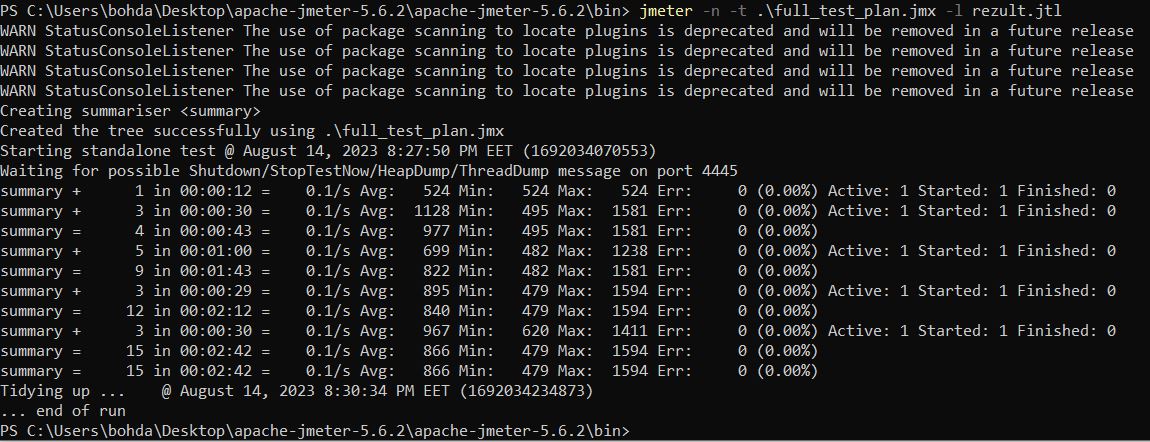 PS C:\Users\bohda\Desktop\apache-jmeter-5.6.2\apache-jmeter-5.6.2\bin> jmeter -n -t .\full_test_plan.jmx -l rezult.jtl
WARN StatusConsoleListener The use of package scanning to locate plugins is deprecated and will be removed in a future release
WARN StatusConsoleListener The use of package scanning to locate plugins is deprecated and will be removed in a future release
WARN StatusConsoleListener The use of package scanning to locate plugins is deprecated and will be removed in a future release
WARN StatusConsoleListener The use of package scanning to locate plugins is deprecated and will be removed in a future release
Creating summariser <summary>
Created the tree successfully using .\full_test_plan.jmx
Starting standalone test @ August 14, 2023 8:27:50 PM EET (1692034070553)
Waiting for possible Shutdown/StopTestNow/HeapDump/ThreadDump message on port 4445
summary +      1 in 00:00:12 =    0.1/s Avg:   524 Min:   524 Max:   524 Err:     0 (0.00%) Active: 1 Started: 1 Finished: 0
summary +      3 in 00:00:30 =    0.1/s Avg:  1128 Min:   495 Max:  1581 Err:     0 (0.00%) Active: 1 Started: 1 Finished: 0
summary =      4 in 00:00:43 =    0.1/s Avg:   977 Min:   495 Max:  1581 Err:     0 (0.00%)
summary +      5 in 00:01:00 =    0.1/s Avg:   699 Min:   482 Max:  1238 Err:     0 (0.00%) Active: 1 Started: 1 Finished: 0
summary =      9 in 00:01:43 =    0.1/s Avg:   822 Min:   482 Max:  1581 Err:     0 (0.00%)
summary +      3 in 00:00:29 =    0.1/s Avg:   895 Min:   479 Max:  1594 Err:     0 (0.00%) Active: 1 Started: 1 Finished: 0
summary =     12 in 00:02:12 =    0.1/s Avg:   840 Min:   479 Max:  1594 Err:     0 (0.00%)
summary +      3 in 00:00:30 =    0.1/s Avg:   967 Min:   620 Max:  1411 Err:     0 (0.00%) Active: 1 Started: 1 Finished: 0
summary =     15 in 00:02:42 =    0.1/s Avg:   866 Min:   479 Max:  1594 Err:     0 (0.00%)
summary =     15 in 00:02:42 =    0.1/s Avg:   866 Min:   479 Max:  1594 Err:     0 (0.00%)
Tidying up ...    @ August 14, 2023 8:30:34 PM EET (1692034234873)
... end of run
PS C:\Users\bohda\Desktop\apache-jmeter-5.6.2\apache-jmeter-5.6.2\bin>